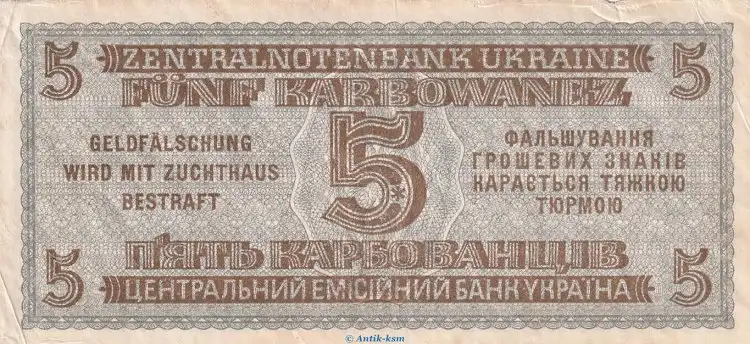 5 ZENTRALNOTENBANK UKRAINE 5
FÜNF KARBOWANEZ
GELDFÄLSCHUNG
WIRD MIT ZUCHTHAUS
BESTRAFT
5
ФАЛЬШУВАННЯ
ГРОШЕВИХ ЗНАКІВ
КАРАЄТЬСЯ ТЯЖКОЮ
ТЮРМОЮ
П'ЯТЬ КАРБОВАНЦІВ
5 ЦЕНТРАЛЬНИЙ ЕМІСІЙНИЙ БАНК УКРАЇНА 5
© Antik-ksm